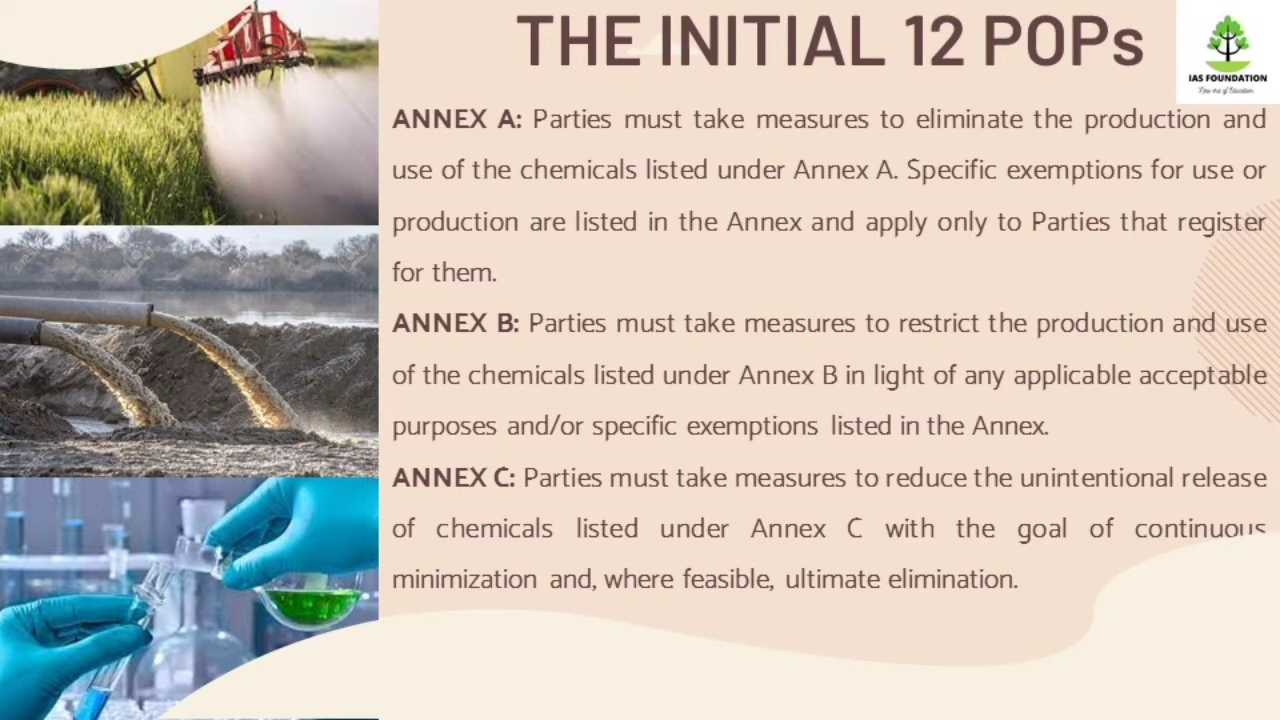 THE INITIAL 12 POPs
IAS FOUNDATION
New Era of Education
ANNEX A: Parties must take measures to eliminate the production and
use of the chemicals listed under Annex A. Specific exemptions for use or
production are listed in the Annex and apply only to Parties that register
for them.
ANNEX B: Parties must take measures to restrict the production and use
of the chemicals listed under Annex B in light of any applicable acceptable
purposes and/or specific exemptions listed in the Annex.
ANNEX C: Parties must take measures to reduce the unintentional release
of chemicals listed under Annex C with the goal of continuous
minimization and, where feasible, ultimate elimination.